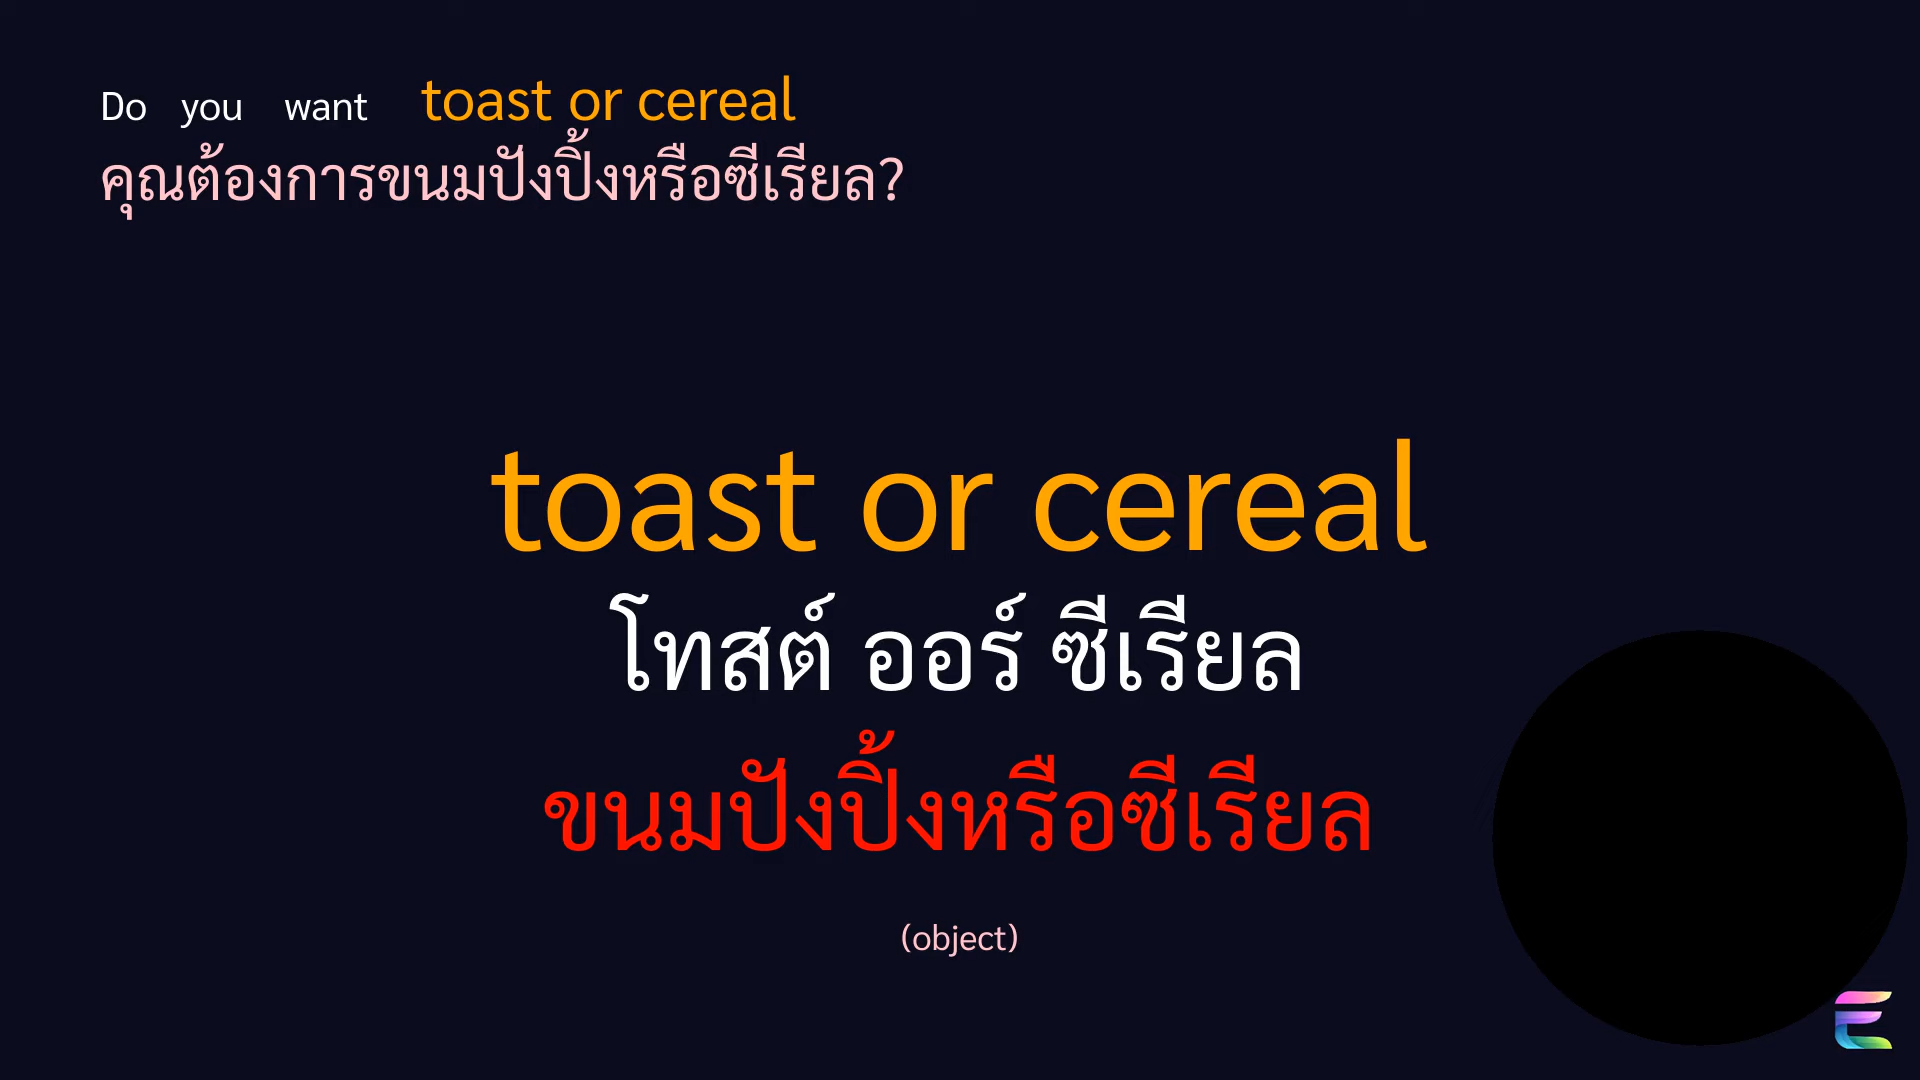 Do you want toast or cereal
คุณต้องการขนมปังปิ้งหรือซีเรียล?
toast or cereal
โทสต์ ออร์ ซีเรียล
ขนมปังปิ้งหรือซีเรียล
(object)